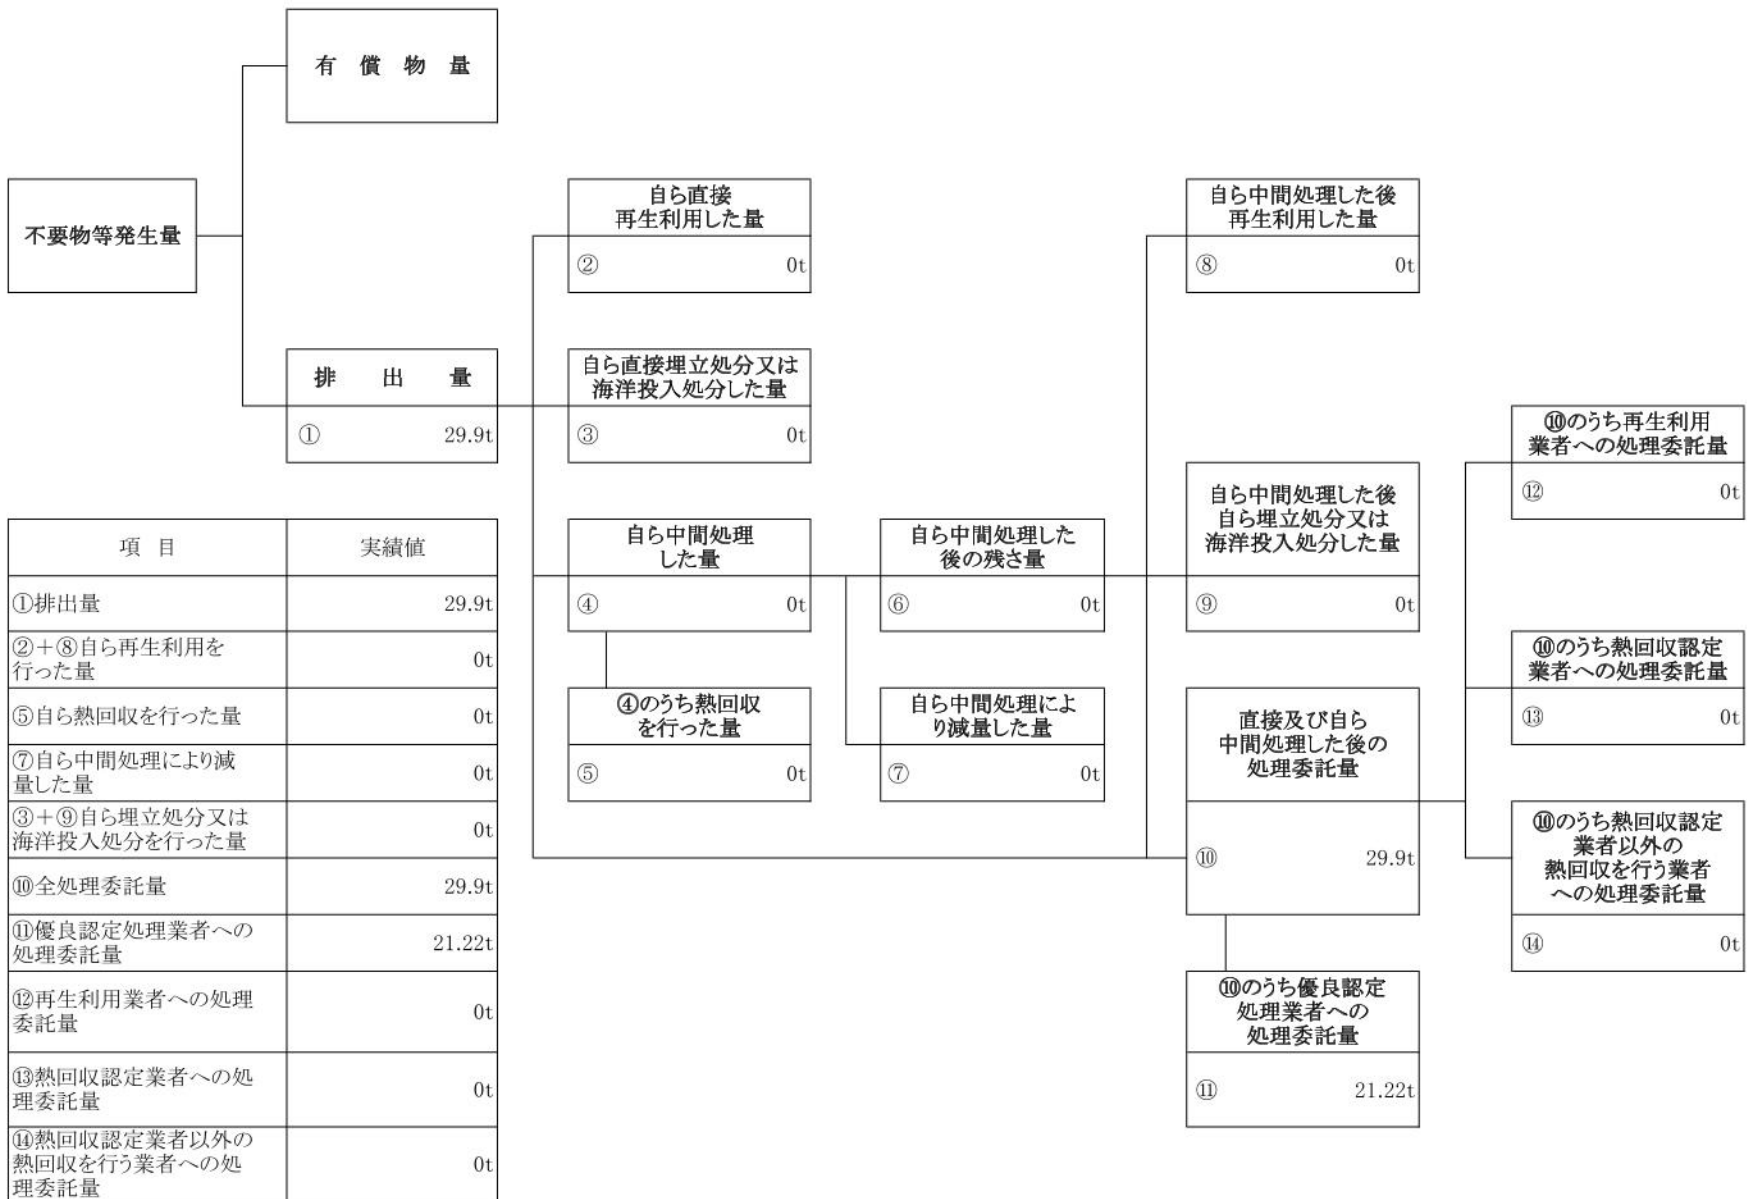 有償物量
不要物等発生量
排出量
① 29.9t
自ら直接
再生利用した量
② 0t
自ら直接埋立処分又は
海洋投入処分した量
③ 0t
自ら中間処理
した量
④ 0t
④のうち熱回収
を行った量
⑤ 0t
自ら中間処理した
後の残さ量
⑥ 0t
自ら中間処理によ
り減量した量
⑦ 0t
自ら中間処理した後
再生利用した量
⑧ 0t
自ら中間処理した後
自ら埋立処分又は
海洋投入処分した量
⑨ 0t
直接及び自ら
中間処理した後の
処理委託量
⑩ 29.9t
⑩のうち優良認定
処理業者への
処理委託量
⑪ 21.22t
⑩のうち再生利用
業者への処理委託量
⑫ 0t
⑩のうち熱回収認定
業者への処理委託量
⑬ 0t
⑩のうち熱回収認定
業者以外の
熱回収を行う業者
への処理委託量
⑭ 0t
項目 実績値
①排出量 29.9t
②+⑧自ら再生利用を
行った量 0t
⑤自ら熱回収を行った量 0t
⑦自ら中間処理により減
量した量 0t
③+⑨自ら埋立処分又は
海洋投入処分を行った量 0t
⑩全処理委託量 29.9t
⑪優良認定処理業者への
処理委託量 21.22t
⑫再生利用業者への処理
委託量 0t
⑬熱回収認定業者への処
理委託量 0t
⑭熱回収認定業者以外の
熱回収を行う業者への処
理委託量 0t